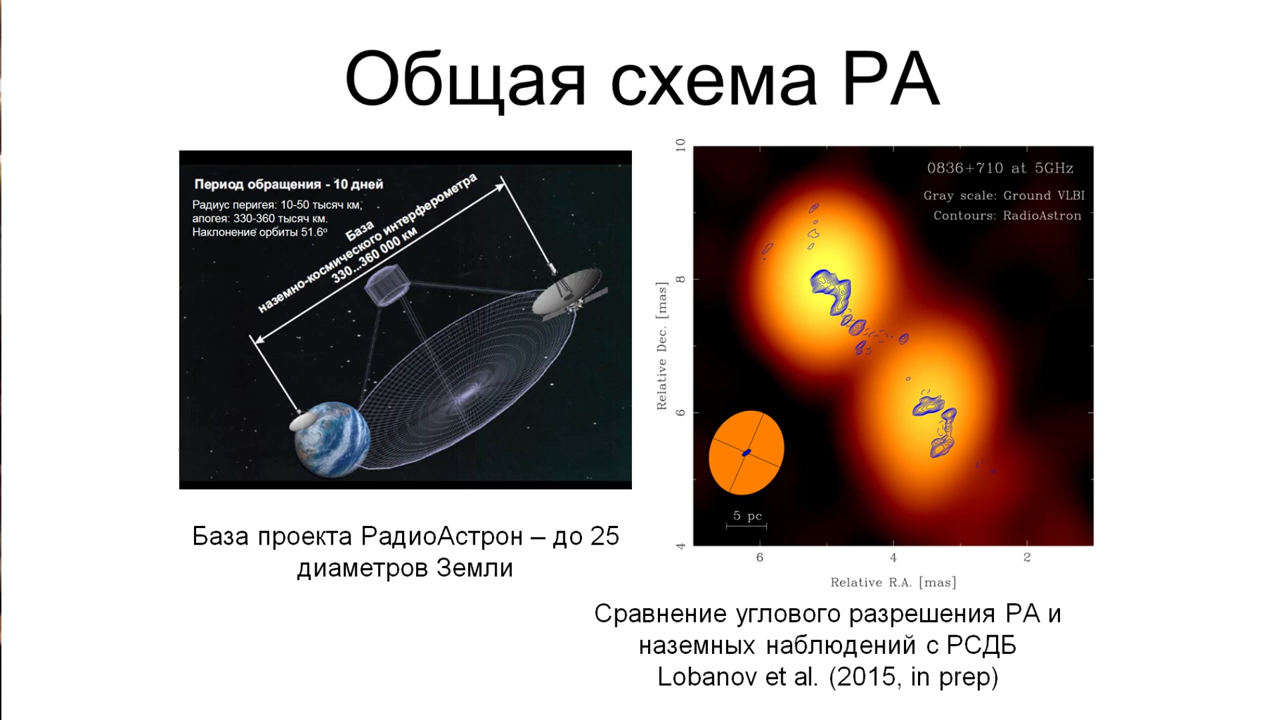 Общая схема РА
Период обращения - 10 дней
Радиус перигея: 10-50 тысяч км,
апогея: 330-360 тысяч км.
Наклонение орбиты 51.6º
База
наземно-космического интерферометра
330...360 000 км
База проекта РадиоАстрон – до 25
диаметров Земли
0836+710 at 5GHz
Gray scale: Ground VLBI
Contours: RadioAstron
10
8
6
4
Relative Dec. [mas]
5 pc
6
4
2
Relative R.A. [mas]
Сравнение углового разрешения РА и
наземных наблюдений с РСДБ
Lobanov et al. (2015, in prep)